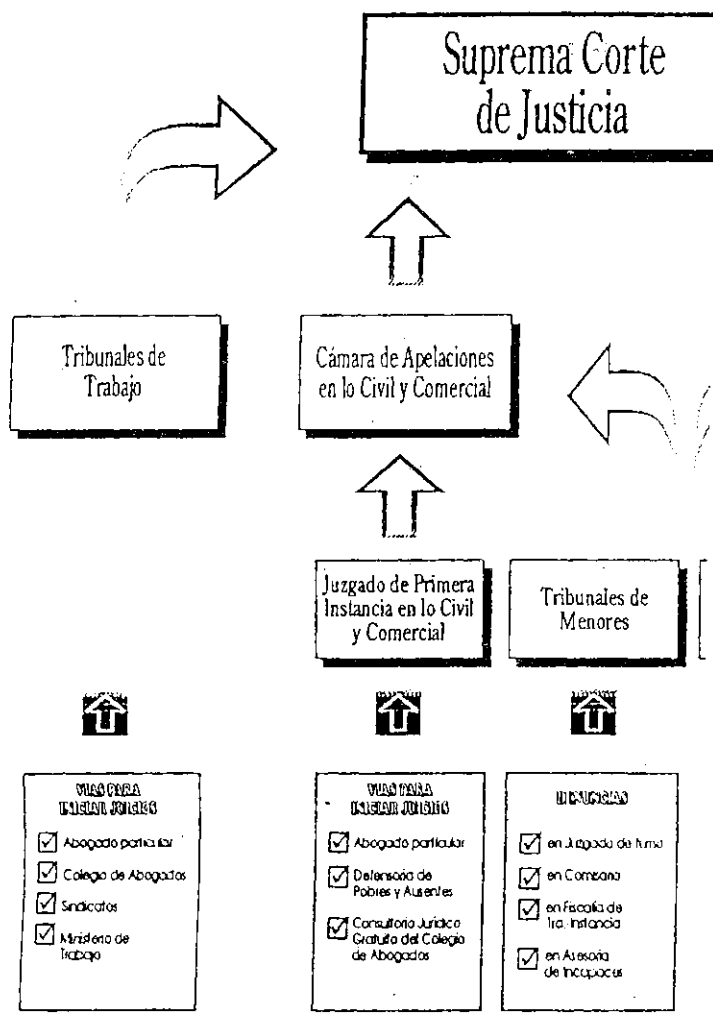 Suprema Corte
de Justicia
Tribunales de
Trabajo
Cámara de Apelaciones
en lo Civil y Comercial
Juzgado de Primera
Instancia en lo Civil
y Comercial
Tribunales de
Menores
VIAS PARA
INICIAR JUICIOS
Abogado particular
Colegio de Abogados
Sindicatos
Ministerio de
Trabajo
VIAS PARA
INICIAR JUICIOS
Abogado particular
Defensoría de
Pobres y Ausentes
Consultorio Jurídico
Gratuito del Colegio
de Abogados
DENUNCIAS
en Juzgado de
en Comisaría
en Fiscalía de
1ra. Instancia
en Asesoría
de Incapaces